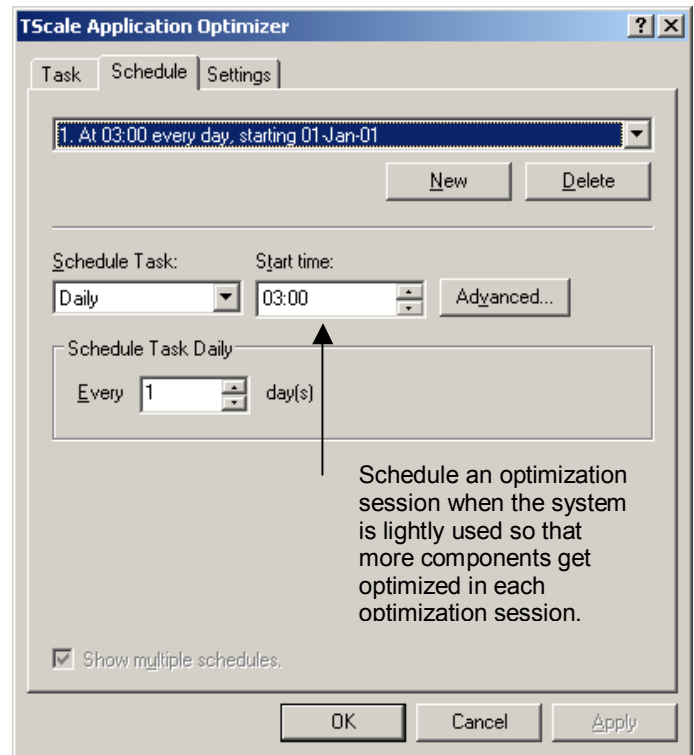 TScale Application Optimizer
Task Schedule Settings
1. At 03:00 every day, starting 01-Jan-01
New Delete
Schedule Task: Start time:
Daily 03:00 Advanced...
Schedule Task Daily
Every 1 day(s)
Schedule an optimization
session when the system
is lightly used so that
more components get
optimized in each
optimization session.
Show multiple schedules.
OK Cancel Apply